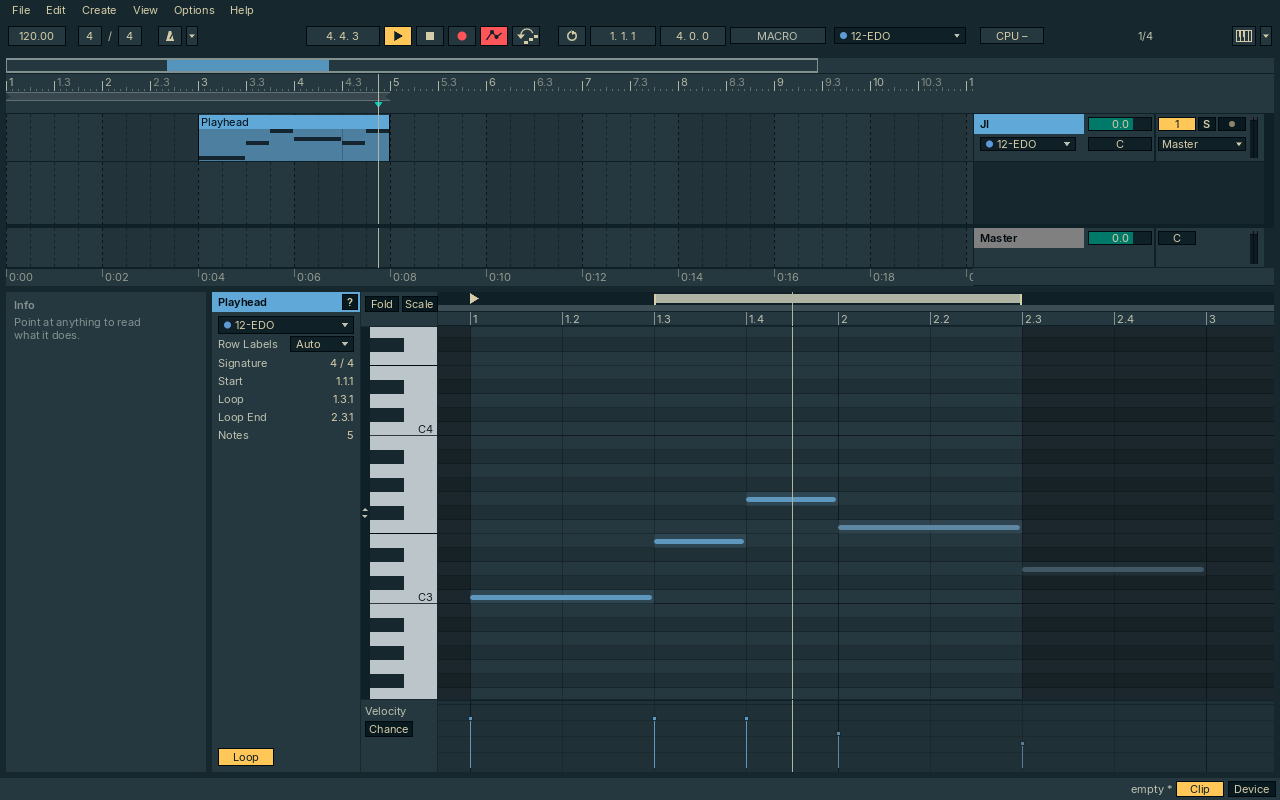 File Edit Create View Options Help
120.00 4 / 4 4. 4. 3 1. 1. 1 4. 0. 0 MACRO 12-EDO CPU – 1/4
1 1.3 2 2.3 3 3.3 4 4.3 5 5.3 6 6.3 7 7.3 8 8.3 9 9.3 10 10.3 1
Playhead
JI 0.0 1 S
12-EDO C Master
Master 0.0 C
0:00 0:02 0:04 0:06 0:08 0:10 0:12 0:14 0:16 0:18
Info
Point at anything to read
what it does.
Playhead ?
12-EDO
Row Labels Auto
Signature 4 / 4
Start 1.1.1
Loop 1.3.1
Loop End 2.3.1
Notes 5
Loop
Fold Scale
1 1.2 1.3 1.4 2 2.2 2.3 2.4 3
C4
C3
Velocity
Chance
empty * Clip Device